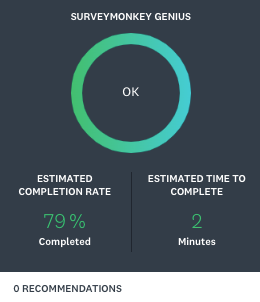 SURVEYMONKEY GENIUS
OK
ESTIMATED
COMPLETION RATE
79 %
Completed
ESTIMATED TIME TO
COMPLETE
2
Minutes
0 RECOMMENDATIONS